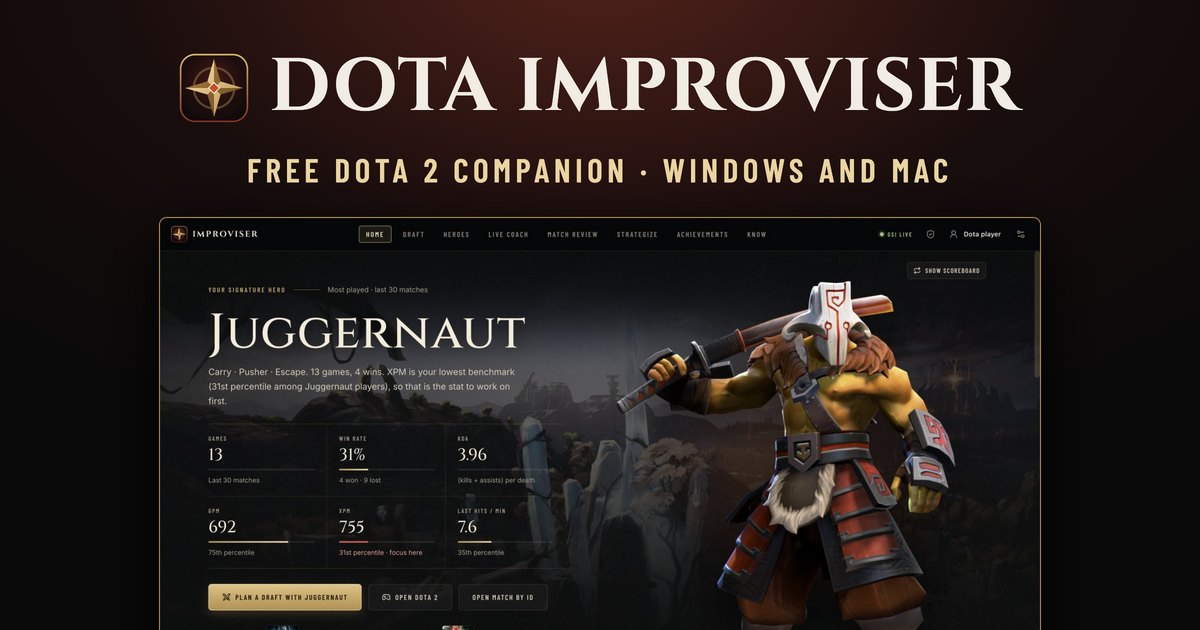 DOTA IMPROVISER
FREE DOTA 2 COMPANION · WINDOWS AND MAC
IMPROVISER
HOME DRAFT HEROES LIVE COACH MATCH REVIEW STRATEGIZE ACHIEVEMENTS KNOW
GSI LIVE Dota player
SHOW SCOREBOARD
YOUR SIGNATURE HERO Most played · last 30 matches
JUGGERNAUT
Carry · Pusher · Escape. 13 games, 4 wins. XPM is your lowest benchmark
(31st percentile among Juggernaut players), so that is the stat to work on
first.
GAMES WIN RATE KDA
13 31% 3.96
Last 30 matches 4 won · 9 lost (kills + assists) per death
GPM XPM LAST HITS / MIN
692 755 7.6
75th percentile 31st percentile · focus here 35th percentile
PLAN A DRAFT WITH JUGGERNAUT OPEN DOTA 2 OPEN MATCH BY ID